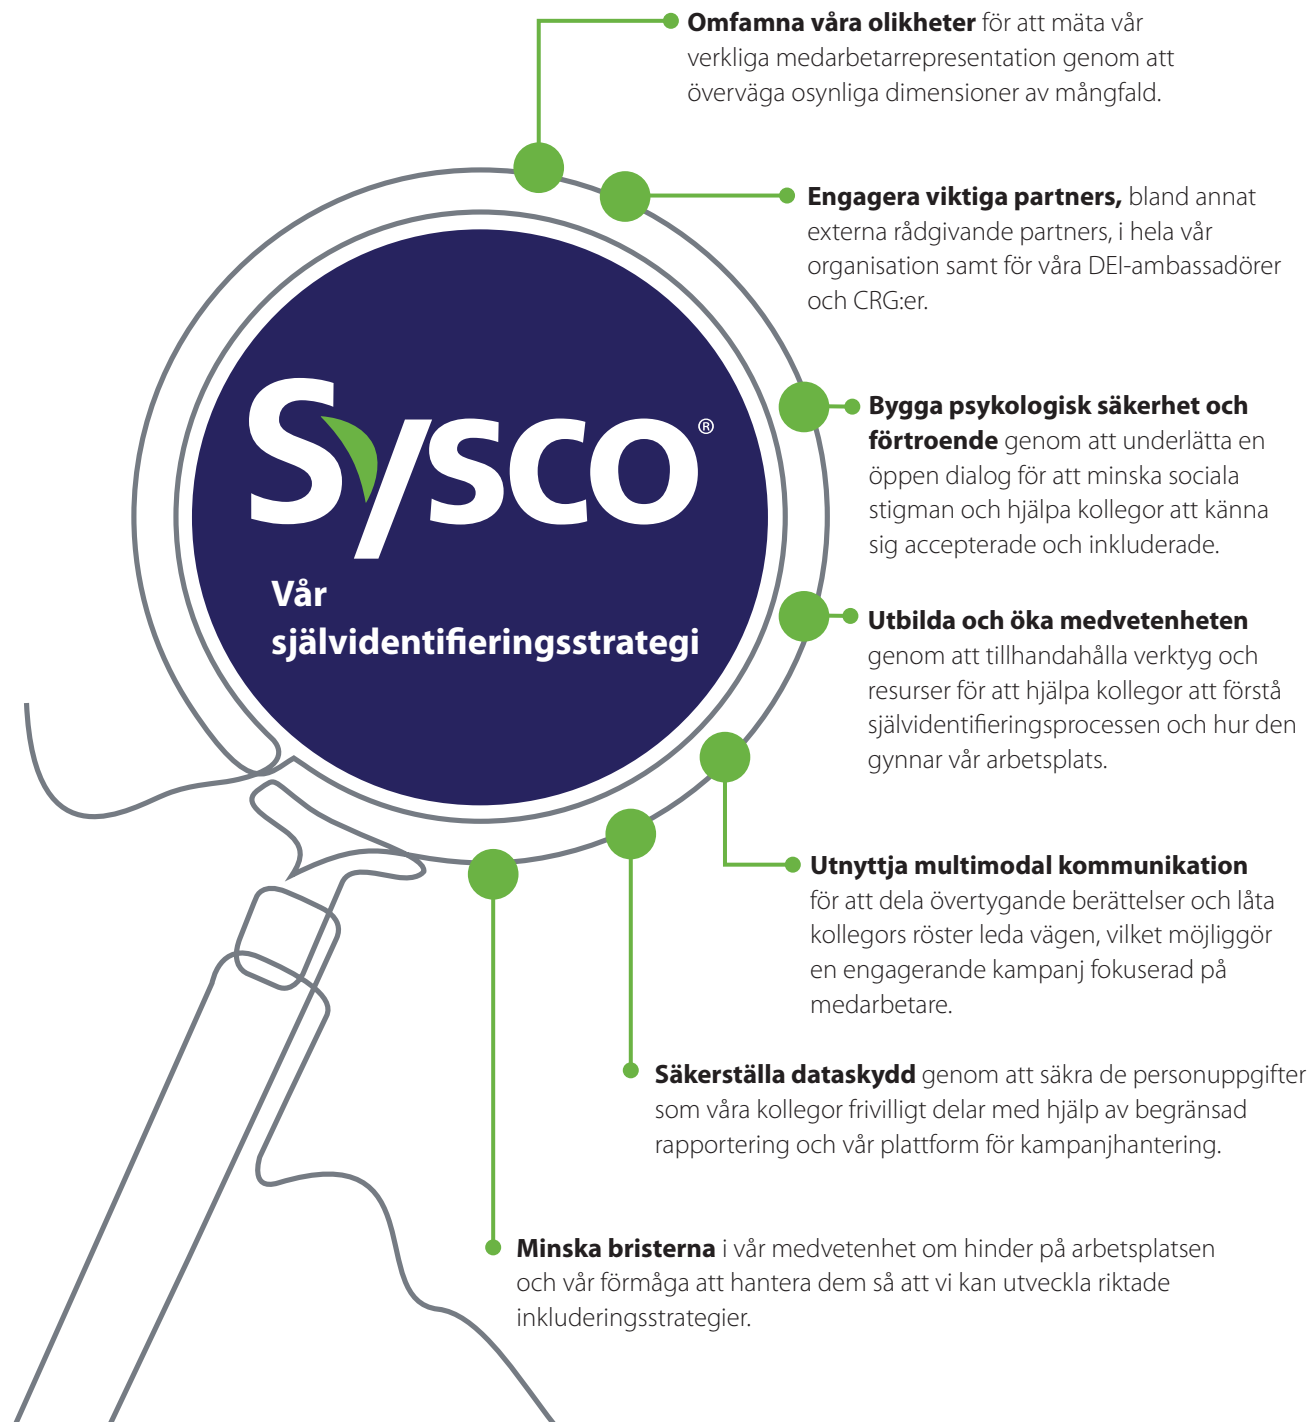 Omfamna våra olikheter för att mäta vår
verkliga medarbetarrepresentation genom att
överväga osynliga dimensioner av mångfald.
Engagera viktiga partners, bland annat
externa rådgivande partners, i hela vår
organisation samt för våra DEI-ambassadörer
och CRG:er.
Sysco®
Vår
självidentifieringsstrategi
Bygga psykologisk säkerhet och
förtroende genom att underlätta en
öppen dialog för att minska sociala
stigman och hjälpa kollegor att känna
sig accepterade och inkluderade.
Utbilda och öka medvetenheten
genom att tillhandahålla verktyg och
resurser för att hjälpa kollegor att förstå
självidentifieringsprocessen och hur den
gynnar vår arbetsplats.
Utnyttja multimodal kommunikation
för att dela övertygande berättelser och låta
kollegors röster leda vägen, vilket möjliggör
en engagerande kampanj fokuserad på
medarbetare.
Säkerställa dataskydd genom att säkra de personuppgifter
som våra kollegor frivilligt delar med hjälp av begränsad
rapportering och vår plattform för kampanjhantering.
Minska bristerna i vår medvetenhet om hinder på arbetsplatsen
och vår förmåga att hantera dem så att vi kan utveckla riktade
inkluderingsstrategier.